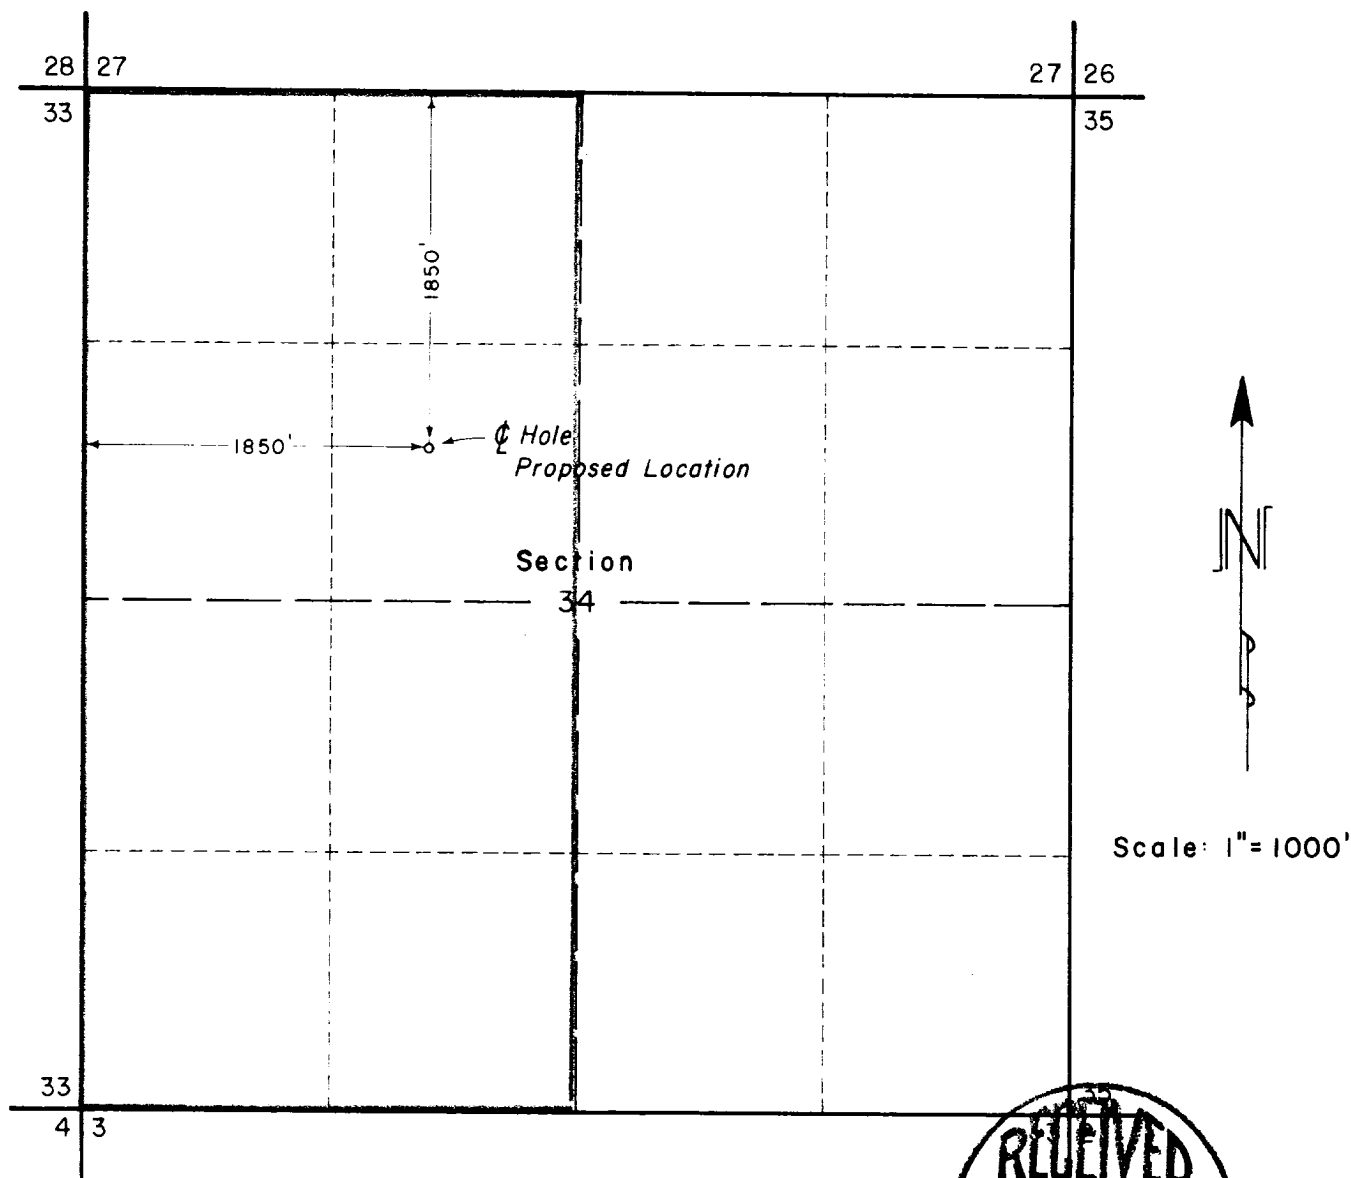 28 27
27 26
33
35
1850'
1850'
℄ Hole
Proposed Location
Section
34
N
Scale: 1"=1000'
33
35
4 3
RECEIVED